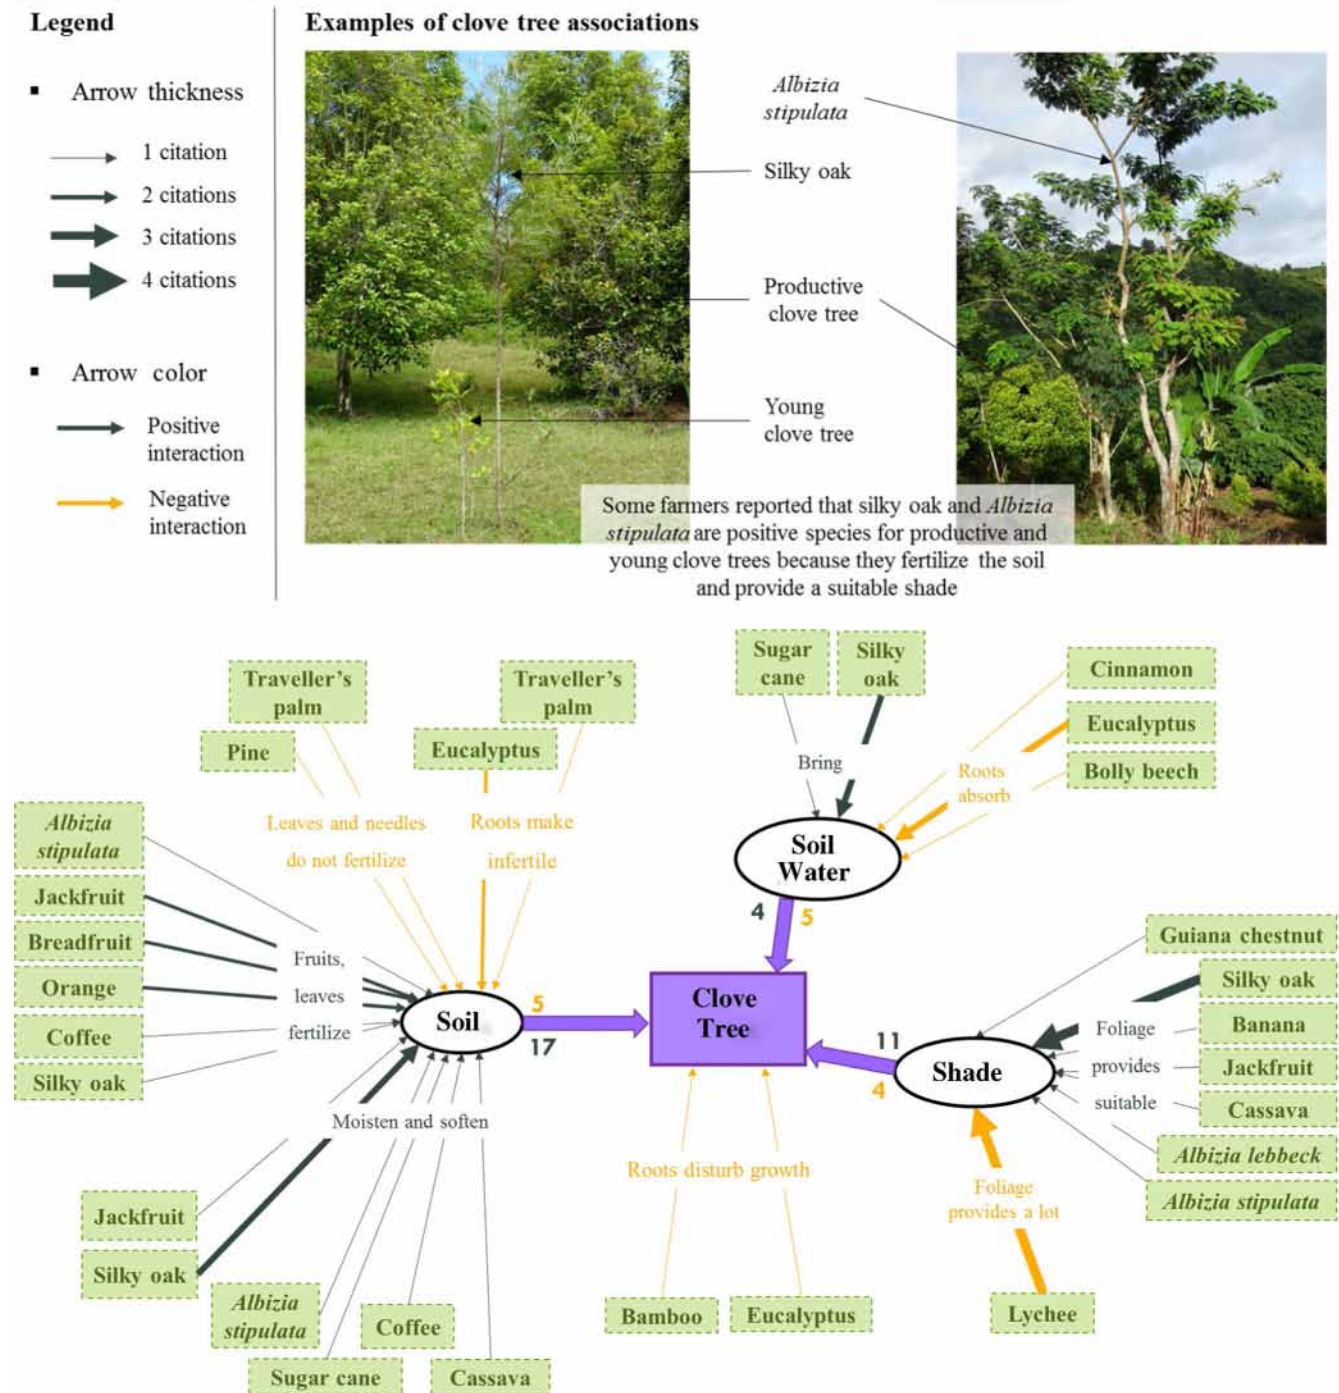 Legend
▪ Arrow thickness
1 citation
2 citations
3 citations
4 citations
▪ Arrow color
Positive
interaction
Negative
interaction
Examples of clove tree associations
Albizia
stipulata
Silky oak
Productive
clove tree
Young
clove tree
Some farmers reported that silky oak and Albizia
stipulata are positive species for productive and
young clove trees because they fertilize the soil
and provide a suitable shade
Traveller's
palm
Pine
Traveller's
palm
Eucalyptus
Leaves and needles
do not fertilize
Roots make
infertile
Sugar
cane
Silky
oak
Bring
Cinnamon
Eucalyptus
Bolly beech
Roots
absorb
Soil
Water
4
5
Albizia
stipulata
Jackfruit
Breadfruit
Orange
Coffee
Silky oak
Fruits,
leaves
fertilize
Soil
5
17
Clove
Tree
11
4
Shade
Guiana chestnut
Silky oak
Banana
Jackfruit
Cassava
Albizia lebbeck
Albizia stipulata
Foliage
provides
suitable
Moisten and soften
Jackfruit
Silky oak
Albizia
stipulata
Sugar cane
Coffee
Cassava
Roots disturb growth
Bamboo
Eucalyptus
Foliage
provides a lot
Lychee